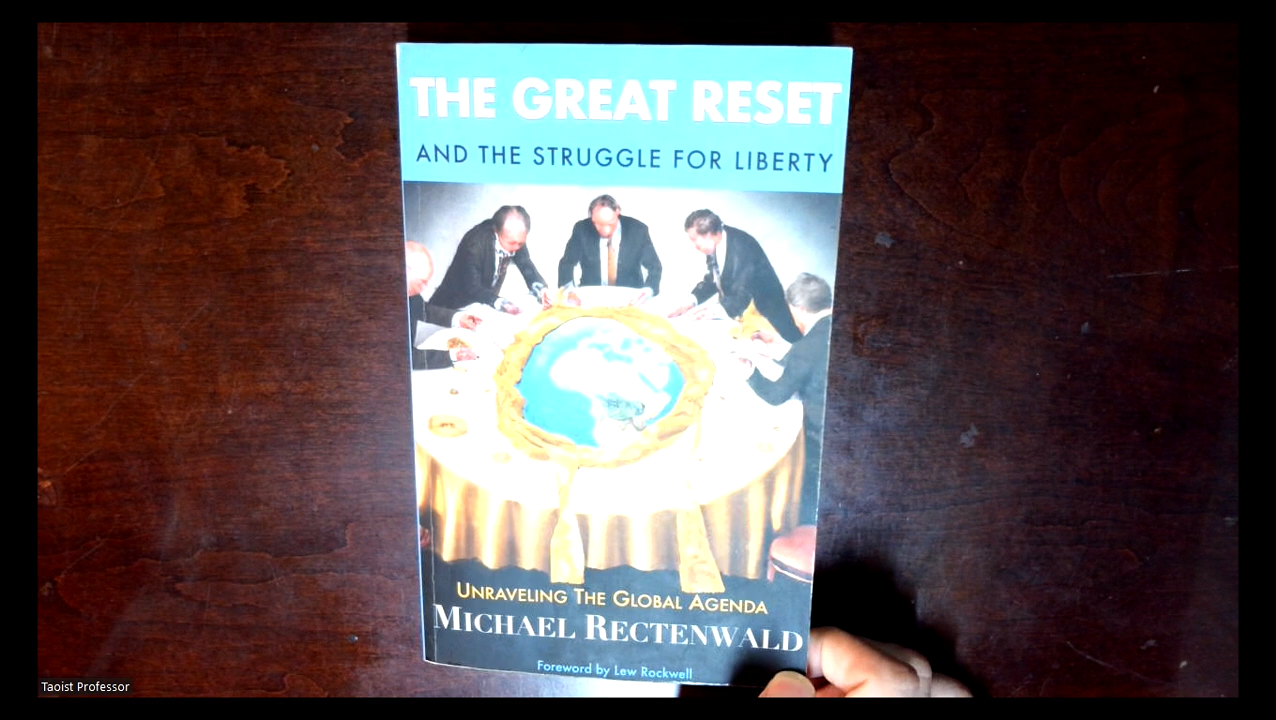 THE GREAT RESET
AND THE STRUGGLE FOR LIBERTY
UNRAVELING THE GLOBAL AGENDA
MICHAEL RECTENWALD
Foreword by Lew Rockwell
Taoist Professor